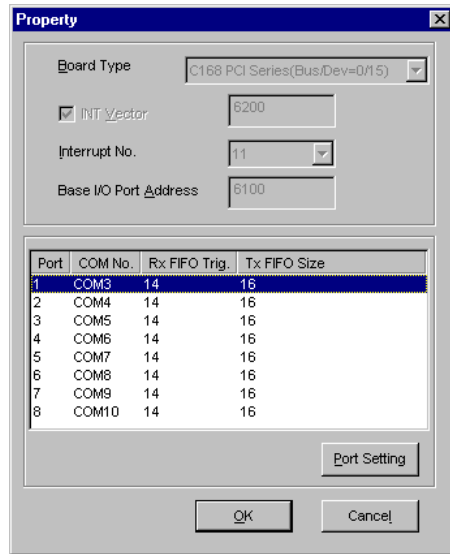 Property
Board Type C168 PCI Series(Bus/Dev=0/15)
INT Vector 6200
Interrupt No. 11
Base I/O Port Address 6100
Port COM No. Rx FIFO Trig. Tx FIFO Size
1 COM3 14 16
2 COM4 14 16
3 COM5 14 16
4 COM6 14 16
5 COM7 14 16
6 COM8 14 16
7 COM9 14 16
8 COM10 14 16
Port Setting
OK Cancel